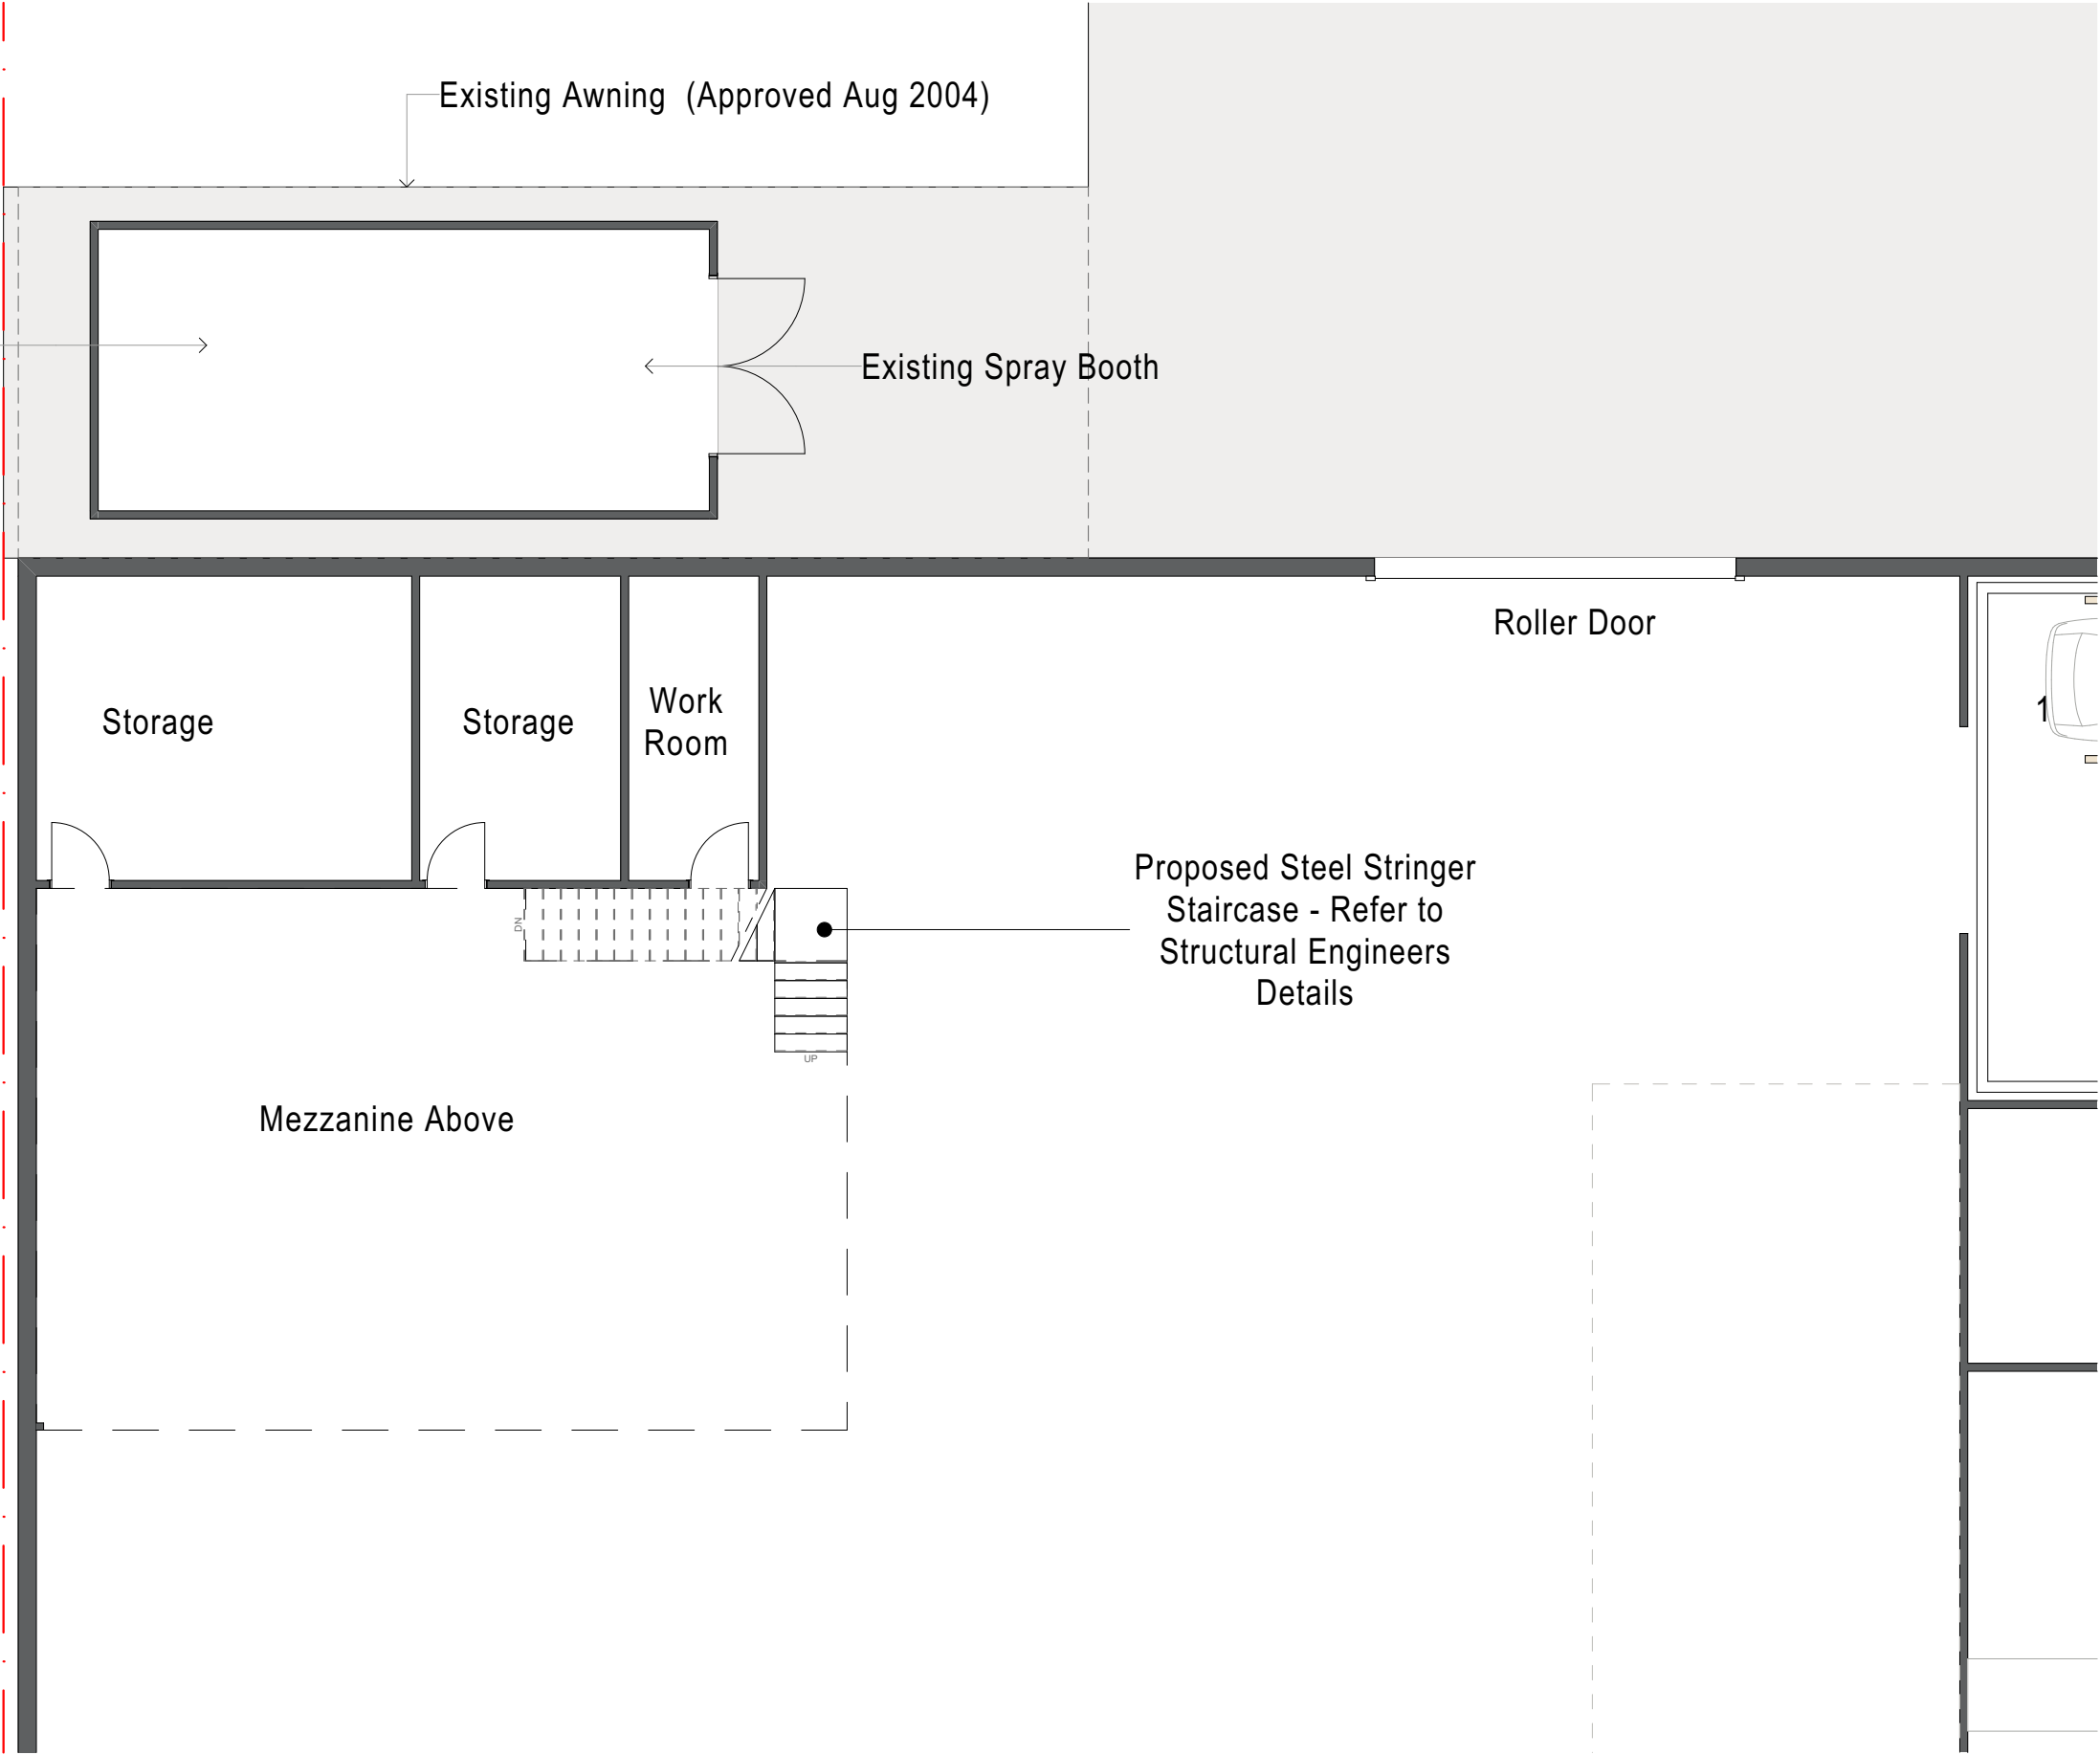 Existing Awning  (Approved Aug 2004)
Existing Spray Booth
Roller Door
Storage
Storage
Work
Room
1
Proposed Steel Stringer
Staircase - Refer to
Structural Engineers
Details
DN
UP
Mezzanine Above